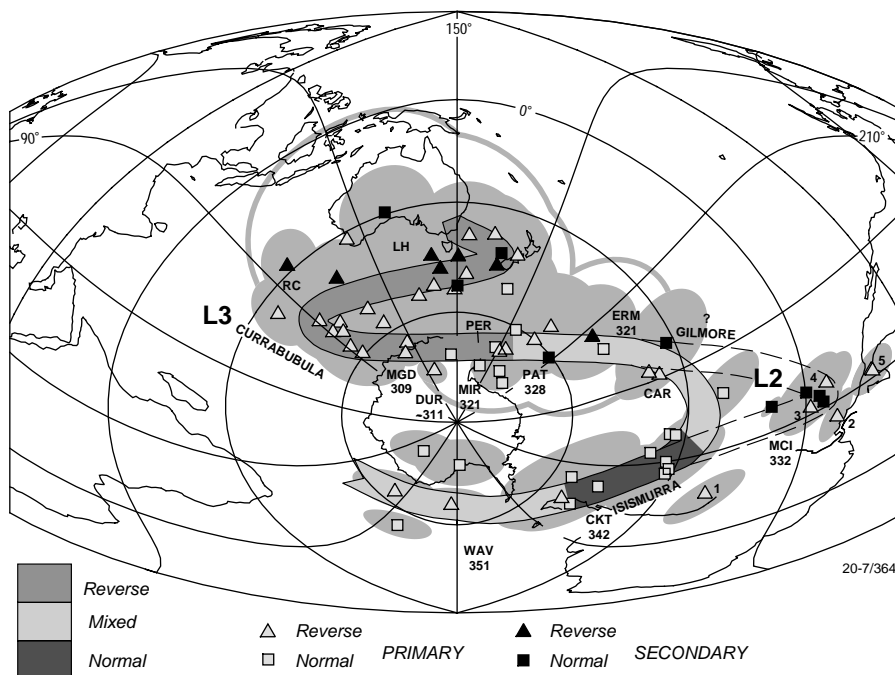 150°
0°
90°
210°
LH
RC
L3
CURRABUBULA
PER
ERM
321
?
GILMORE
MGD
309
MIR
321
PAT
328
DUR
~311
CAR
L2
5
4
3
2
MCI
332
1
ISISMURRA
CKT
342
WAV
351
20-7/364
Reverse
Mixed
Normal
Reverse
Normal
PRIMARY
Reverse
Normal
SECONDARY